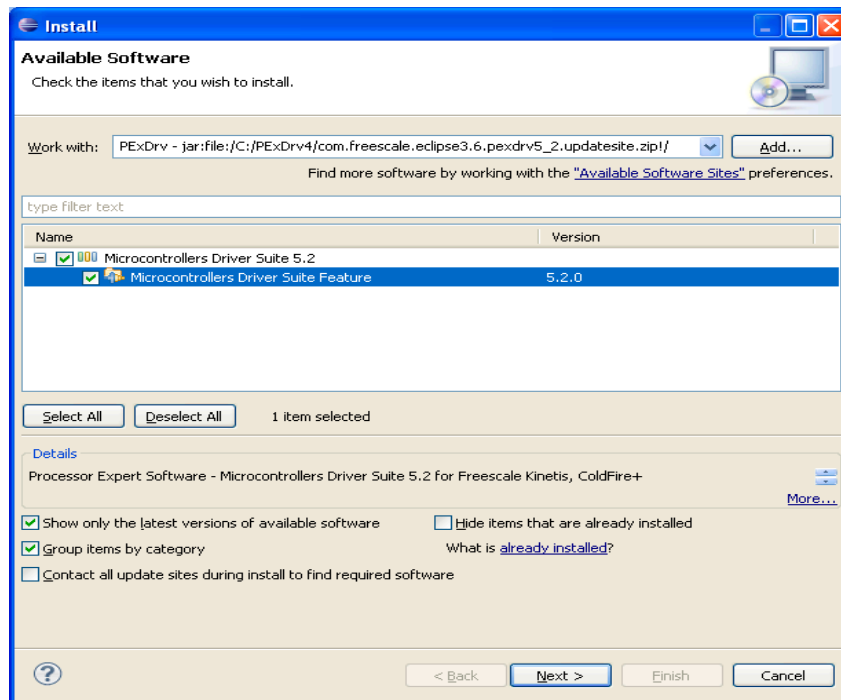 Install
Available Software
Check the items that you wish to install.
Work with: PExDrv - jar:file:/C:/PExDrv4/com.freescale.eclipse3.6.pexdrv5_2.updatesite.zip!/ Add...
Find more software by working with the "Available Software Sites" preferences.
type filter text
Name Version
Microcontrollers Driver Suite 5.2
Microcontrollers Driver Suite Feature 5.2.0
Select All Deselect All 1 item selected
Details
Processor Expert Software - Microcontrollers Driver Suite 5.2 for Freescale Kinetis, ColdFire+
More...
Show only the latest versions of available software Hide items that are already installed
Group items by category What is already installed?
Contact all update sites during install to find required software
? < Back Next > Finish Cancel